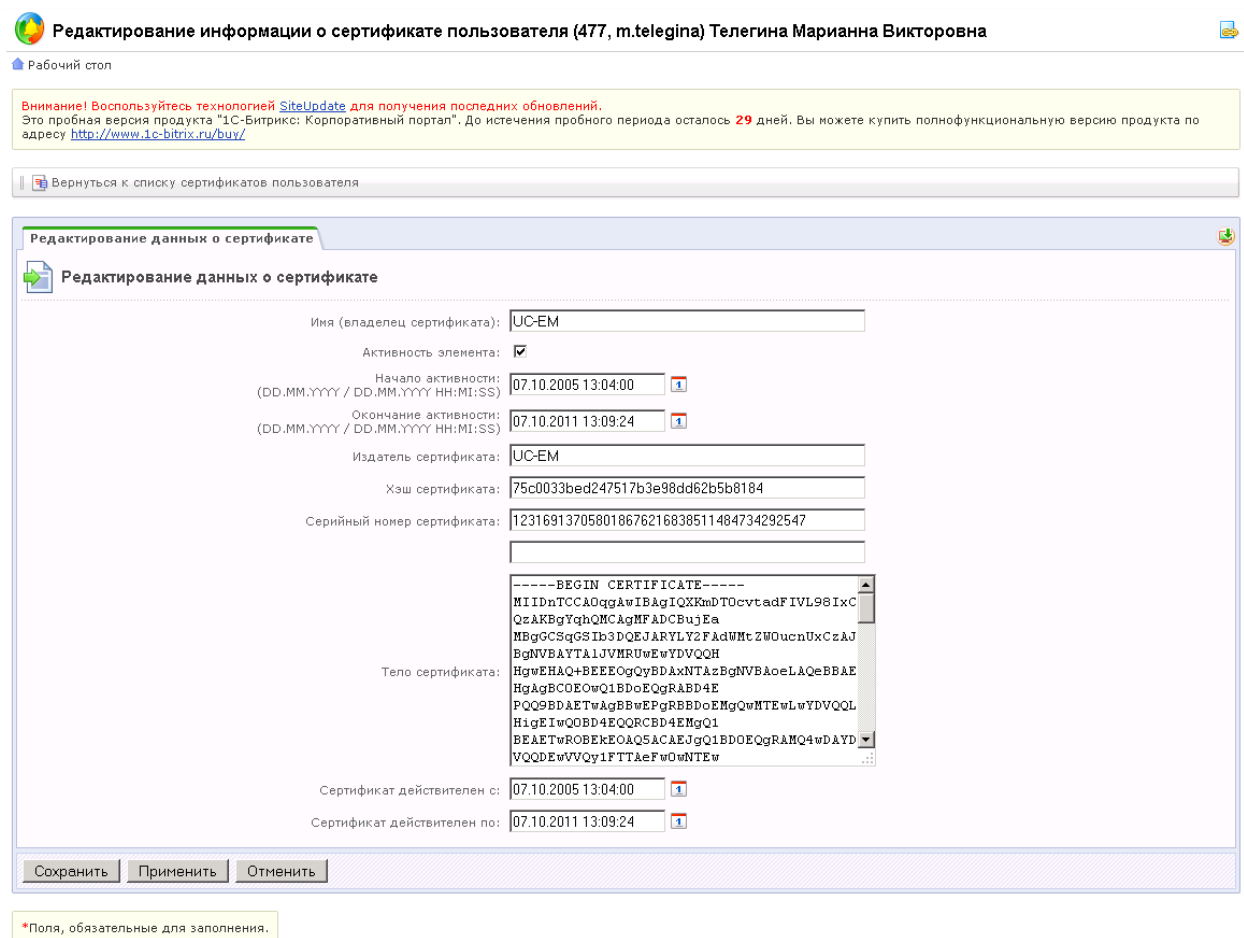 Редактирование информации о сертификате пользователя (477, m.telegina) Телегина Марианна Викторовна
Рабочий стол
Внимание! Воспользуйтесь технологией SiteUpdate для получения последних обновлений.
Это пробная версия продукта "1С-Битрикс: Корпоративный портал". До истечения пробного периода осталось 29 дней. Вы можете купить полнофункциональную версию продукта по
адресу http://www.1c-bitrix.ru/buy/
Вернуться к списку сертификатов пользователя
Редактирование данных о сертификате
Редактирование данных о сертификате
Имя (владелец сертификата): UC-EM
Активность элемента:
Начало активности:
(DD.MM.YYYY / DD.MM.YYYY HH:MI:SS) 07.10.2005 13:04:00
Окончание активности:
(DD.MM.YYYY / DD.MM.YYYY HH:MI:SS) 07.10.2011 13:09:24
Издатель сертификата: UC-EM
Хэш сертификата: 75c0033bed247517b3e98dd62b5b8184
Серийный номер сертификата: 123169137058018676216838511484734292547
Тело сертификата:
-----BEGIN CERTIFICATE-----
MIIDnTCCA0qgAwIBAgIQXKmDTOcvtadFIVL98IxC
QzAKBgYqhQMCAgMFADCBujEa
MBgGCSqGSIb3DQEJARYLY2FAdWMtZW0ucnUxCzAJ
BgNVBAYTAlJVMRUwEwYDVQQH
HgwEHAQ+BEEEOgQyBDAxNTAzBgNVBAoeLAQeBBAE
HgAgBC0EOwQ1BDoEQgRABD4E
PQQ9BDAETwAgBBwEPgRBBDoEMgQwMTEwLwYDVQQL
HigEIwQ0BD4EQQRCBD4EMgQ1
BEAETwROBEkEOAQ5ACAEJgQ1BD0EQgRAMQ4wDAYD
VQQDEwVVQy1FTTAeFw0wNTEw
Сертификат действителен с: 07.10.2005 13:04:00
Сертификат действителен по: 07.10.2011 13:09:24
Сохранить Применить Отменить
*Поля, обязательные для заполнения.